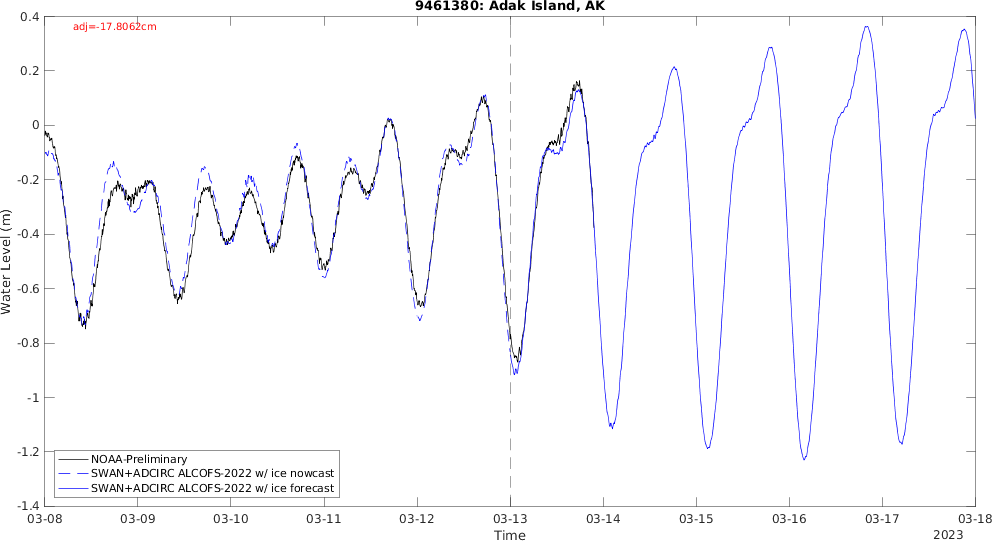 9461380: Adak Island, AK
adj=-17.8062cm
0.4
0.2
0
-0.2
-0.4
-0.6
-0.8
-1
-1.2
-1.4
Water Level (m)
NOAA-Preliminary
SWAN+ADCIRC ALCOFS-2022 w/ ice nowcast
SWAN+ADCIRC ALCOFS-2022 w/ ice forecast
03-08 03-09 03-10 03-11 03-12 03-13 03-14 03-15 03-16 03-17 03-18
Time 2023